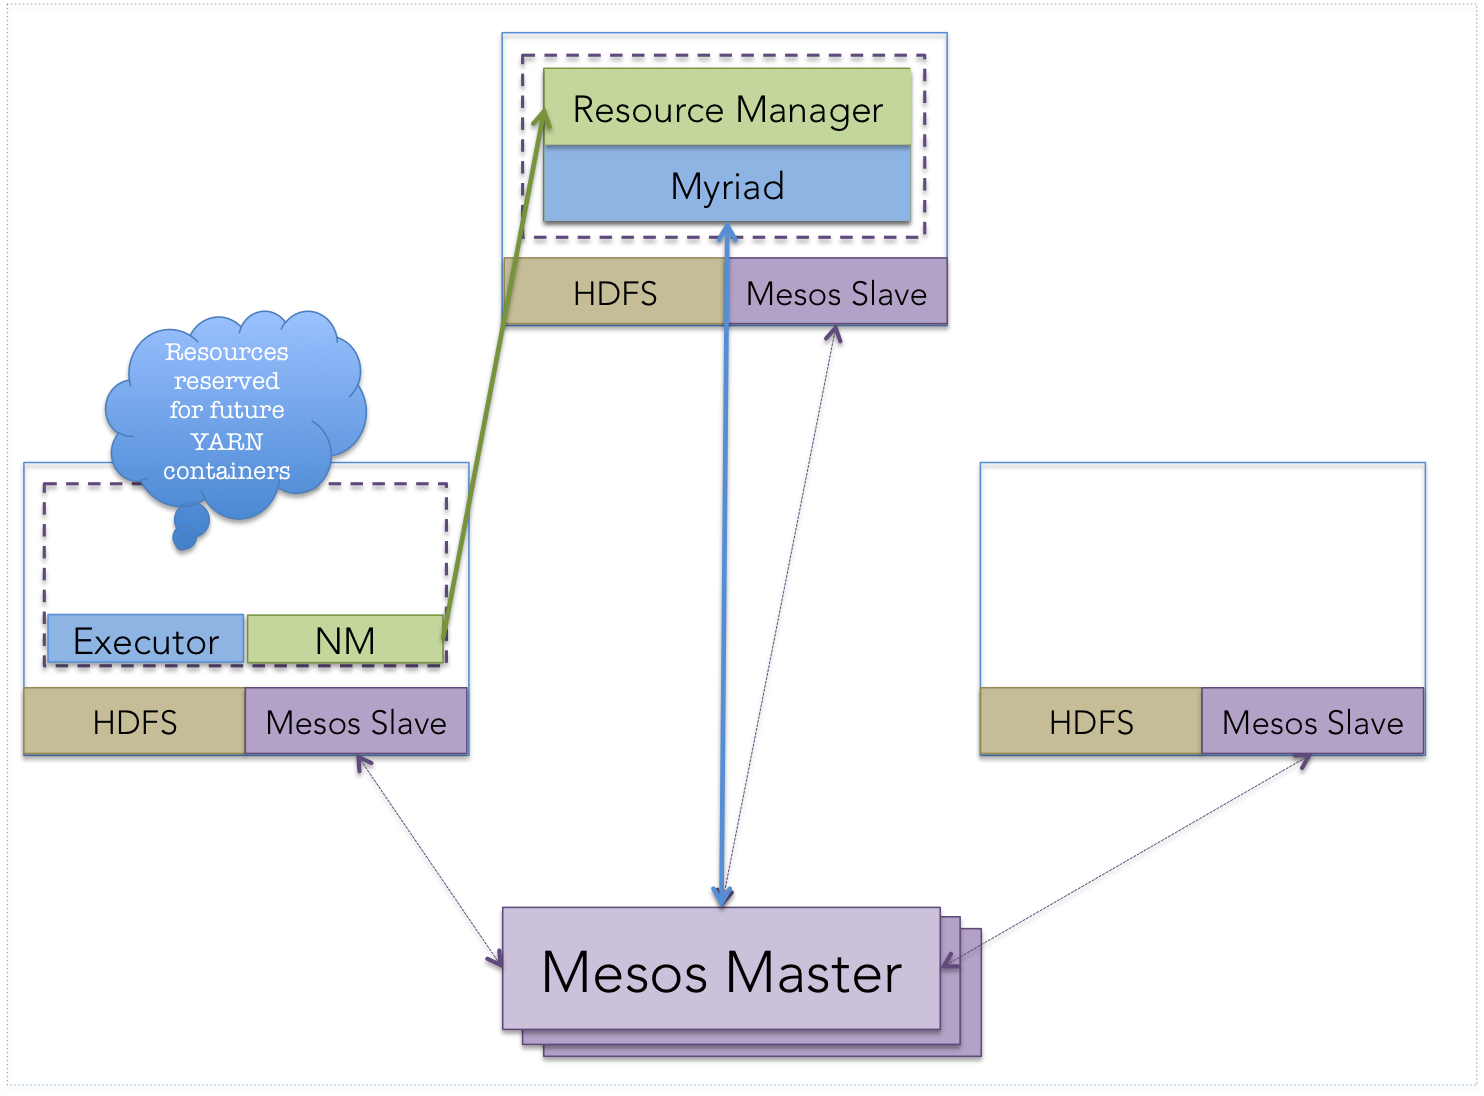 Resource Manager
Myriad
HDFS
Mesos Slave
Resources
reserved
for future
YARN
containers
Executor
NM
HDFS
Mesos Slave
HDFS
Mesos Slave
Mesos Master